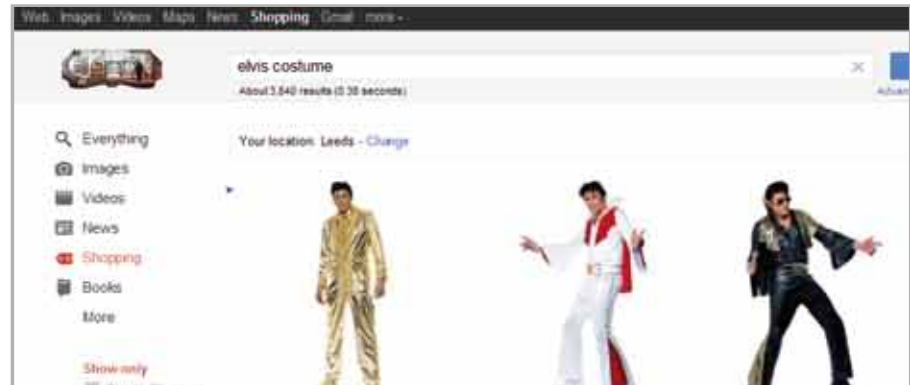 Web Images Videos Maps News Shopping Gmail more
elvis costume
About 3,840 results (0.38 seconds)
Everything
Your location: Leeds - Change
Images
Videos
News
Shopping
Books
More
Show only